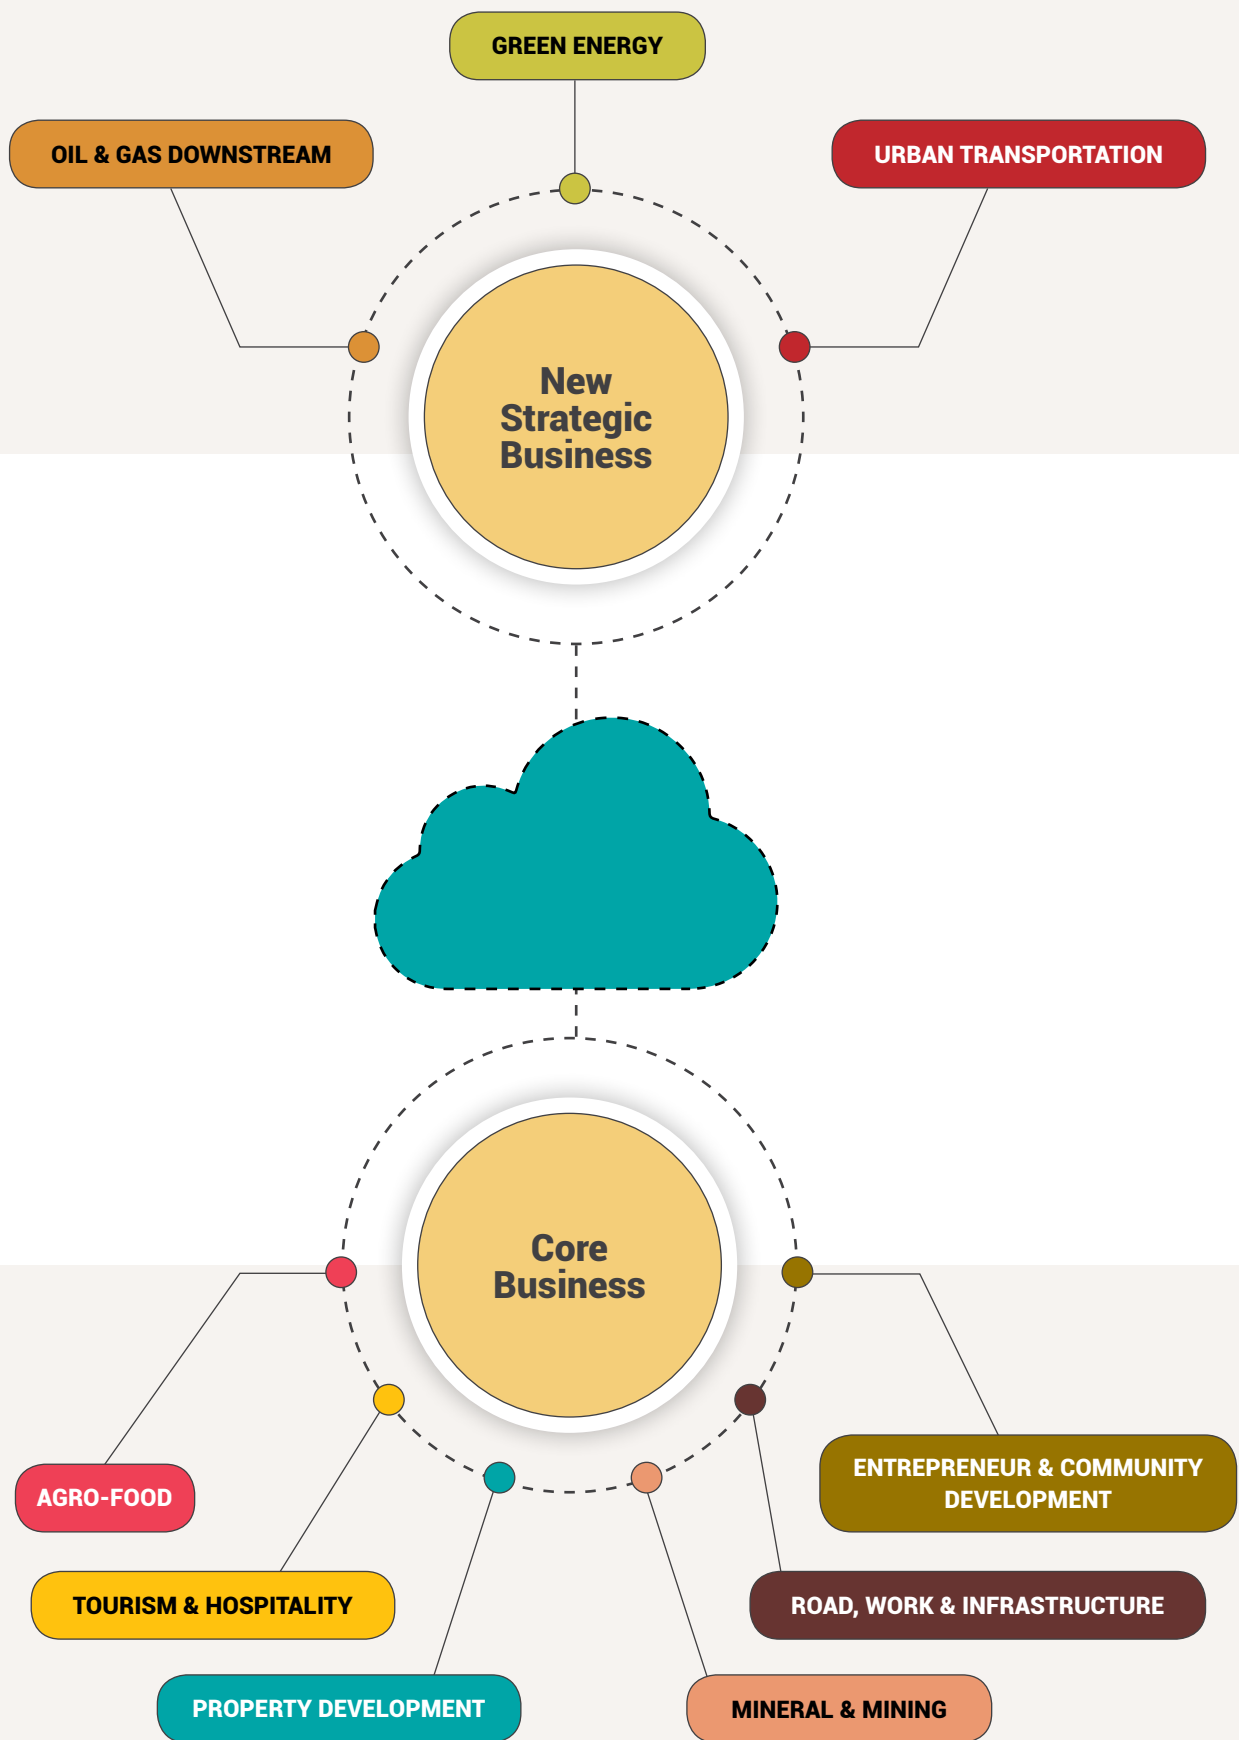 GREEN ENERGY
OIL & GAS DOWNSTREAM
URBAN TRANSPORTATION
New
Strategic
Business
Core
Business
AGRO-FOOD
ENTREPRENEUR & COMMUNITY
DEVELOPMENT
TOURISM & HOSPITALITY
ROAD, WORK & INFRASTRUCTURE
PROPERTY DEVELOPMENT
MINERAL & MINING